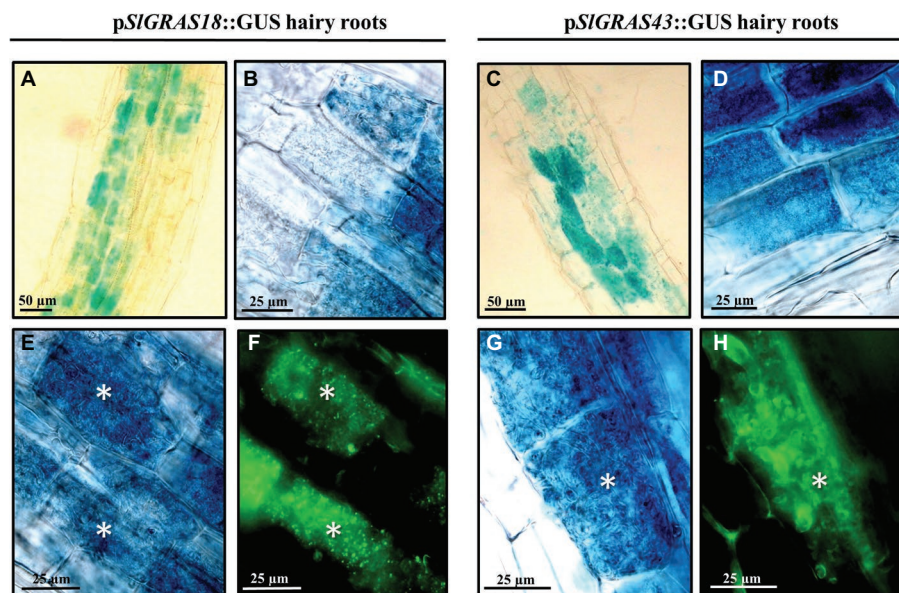 pSlGRAS18::GUS hairy roots
pSlGRAS43::GUS hairy roots
A
B
C
D
50 µm
25 µm
50 µm
25 µm
E
*
*
F
*
*
G
*
H
*
25 µm
25 µm
25 µm
25 µm